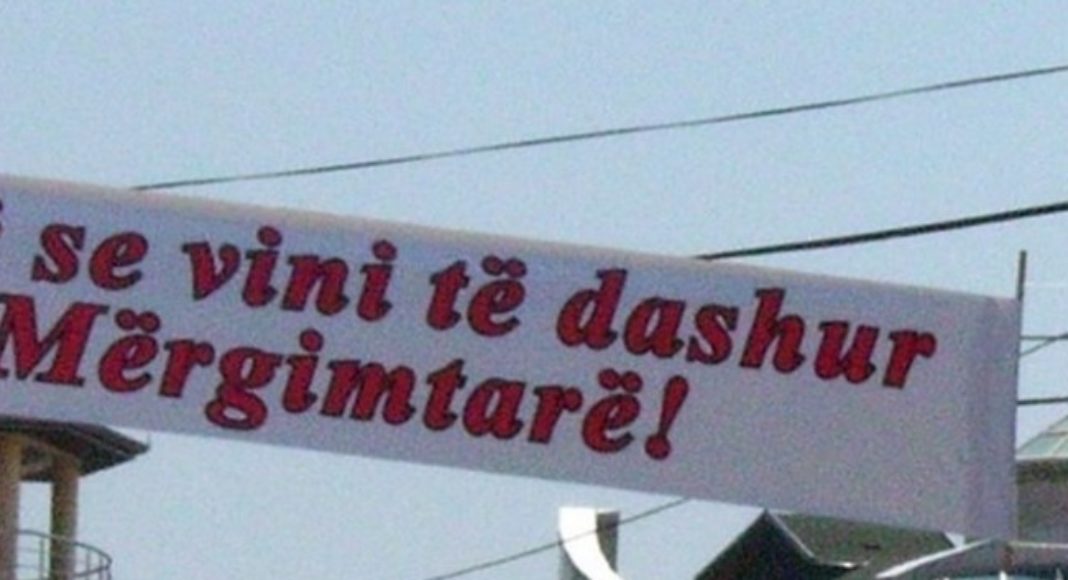 se vini të dashur
Mërgimtarë!